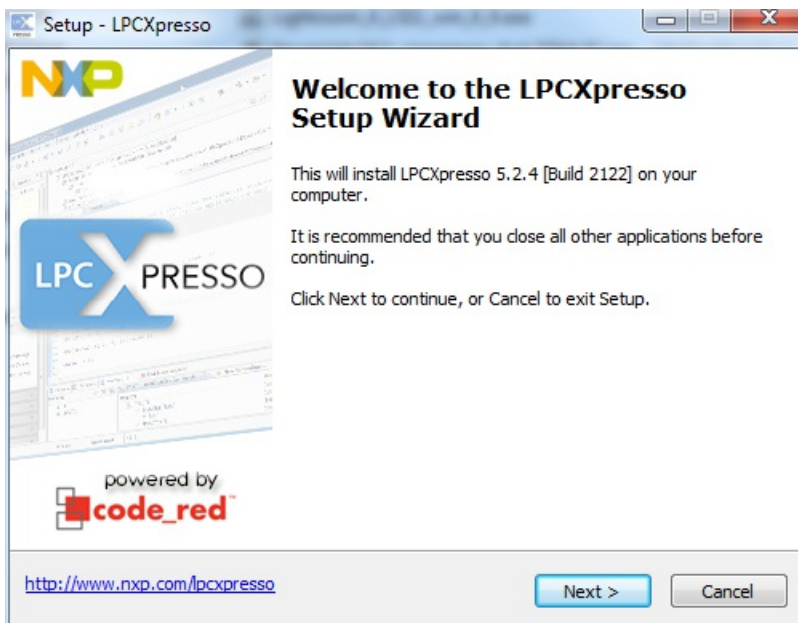 Setup - LPCXpresso
NXP
Welcome to the LPCXpresso
Setup Wizard
This will install LPCXpresso 5.2.4 [Build 2122] on your
computer.
It is recommended that you close all other applications before
continuing.
Click Next to continue, or Cancel to exit Setup.
LPC XPRESSO
powered by
code_red™
http://www.nxp.com/lpcxpresso
Next >
Cancel